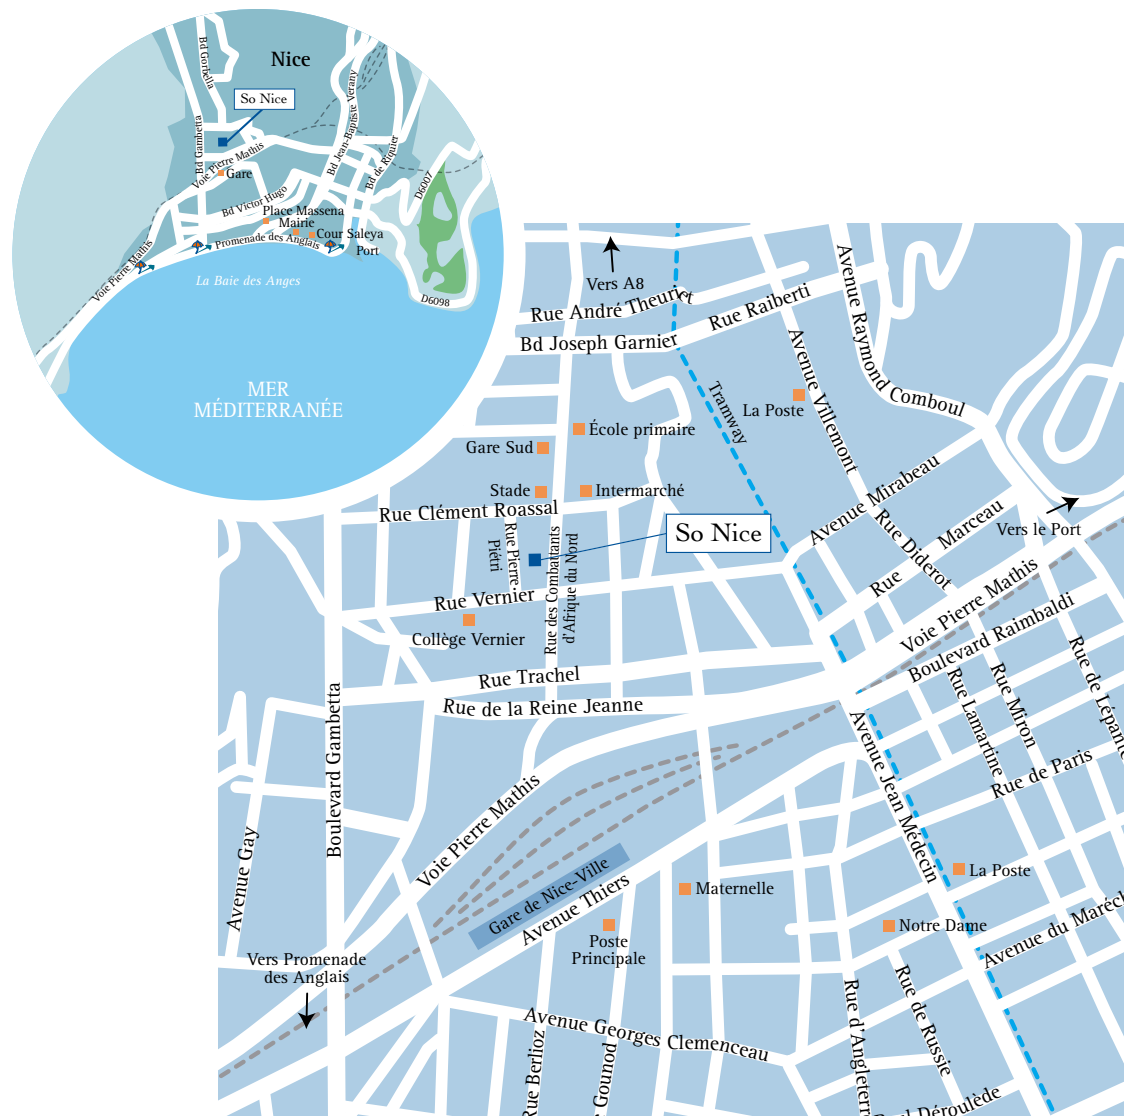 Nice
Bd Gorbella
So Nice
Bd Jean-Baptiste Verany
Bd Gambetta
Voie Pierre Mathis
Gare
Bd de Riquier
D6007
Bd Victor Hugo
Place Massena
Mairie
Cour Saleya
Promenade des Anglais
Port
Voie Pierre Mathis
La Baie des Anges
D6098
MER
MÉDITERRANÉE
Vers A8
Rue André Theuriet
Rue Raiberti
Avenue Raymond Comboul
Bd Joseph Garnier
Avenue Villemont
Tramway
La Poste
École primaire
Gare Sud
Stade
Intermarché
Avenue Mirabeau
Rue Clément Roassal
Rue Pierre
Piétri
Rue des Combattants
d'Afrique du Nord
So Nice
Rue Diderot
Rue Marceau
Vers le Port
Voie Pierre Mathis
Rue Vernier
Collège Vernier
Boulevard Raimbaldi
Rue Trachel
Rue de la Reine Jeanne
Rue Lamartine
Rue Miron
Rue de Lépante
Boulevard Gambetta
Avenue Jean Médecin
Rue de Paris
Voie Pierre Mathis
Avenue Gay
Gare de Nice-Ville
Avenue Thiers
Maternelle
La Poste
Poste
Principale
Notre Dame
Avenue du Maréch
Vers Promenade
des Anglais
Rue de Russie
Rue d'Angleterr
Avenue Georges Clemenceau
Rue Berlioz
e Gounod
ul Déroulède